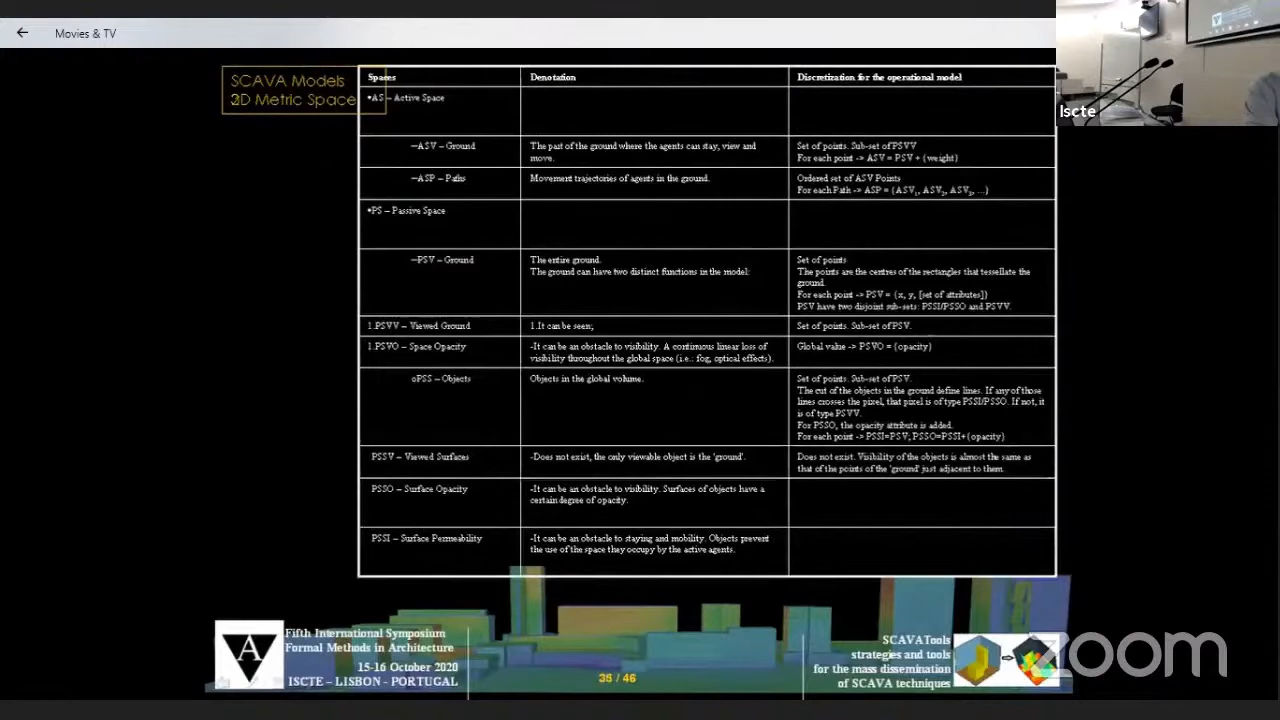 Movies & TV
SCAVA Models
2D Metric Space
Spaces
Denotation
Discretization for the operational model
•AS – Active Space
—ASV – Ground
The part of the ground where the agents can stay, view and
move.
Set of points. Sub-set of PSVV
For each point -> ASV = PSV + {weight}
—ASP – Paths
Movement trajectories of agents in the ground.
Ordered set of ASV Points
For each Path -> ASP = {ASV1, ASV2, ASV3, ...}
•PS – Passive Space
—PSV – Ground
The entire ground.
The ground can have two distinct functions in the model:
Set of points
The points are the centres of the rectangles that tessellate the
ground.
For each point -> PSV = {x, y, [set of attributes]}
PSV have two disjoint sub-sets: PSSI/PSSO and PSVV.
1.PSVV – Viewed Ground
1.It can be seen;
Set of points. Sub-set of PSV.
1.PSVO – Space Opacity
-It can be an obstacle to visibility. A continuous linear loss of
visibility throughout the global space (i.e.: fog, optical effects).
Global value -> PSVO = {opacity}
oPSS – Objects
Objects in the global volume.
Set of points. Sub-set of PSV.
The cut of the objects in the ground define lines. If any of those
lines crosses the pixel, that pixel is of type PSSI/PSSO. If not, it
is of type PSVV.
For PSSO, the opacity attribute is added.
For each point -> PSSI=PSV, PSSO=PSSI+{opacity}
PSSV – Viewed Surfaces
-Does not exist, the only viewable object is the 'ground'.
Does not exist. Visibility of the objects is almost the same as
that of the points of the 'ground' just adjacent to them.
PSSO – Surface Opacity
-It can be an obstacle to visibility. Surfaces of objects have a
certain degree of opacity.
PSSI – Surface Permeability
-It can be an obstacle to staying and mobility. Objects prevent
the use of the space they occupy by the active agents.
Iscte
A
Fifth International Symposium
Formal Methods in Architecture
15-16 October 2020
ISCTE – LISBON - PORTUGAL
35 / 46
SCAVATools
strategies and tools
for the mass dissemination
of SCAVA techniques
zoom